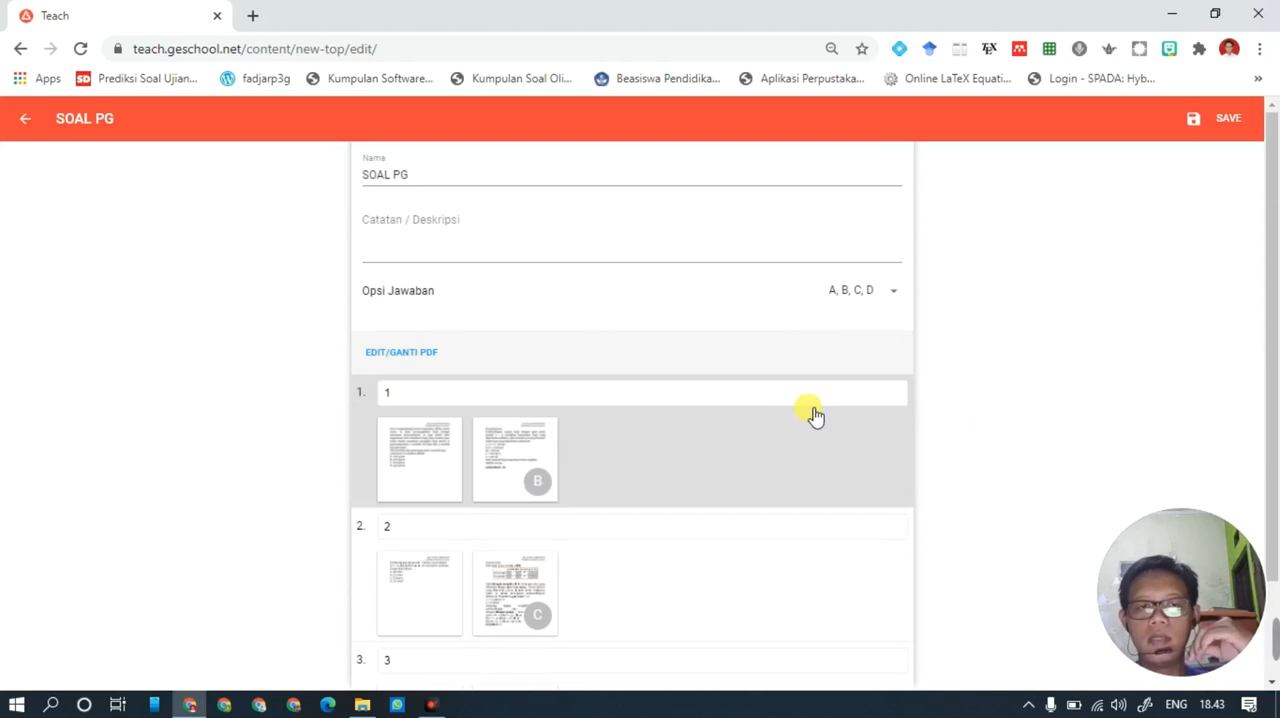 Teach
teach.geschool.net/content/new-top/edit/
Apps
Prediksi Soal Ujian...
fadjarp3g
Kumpulan Software...
Kumpulan Soal Oli...
Beasiswa Pendidika...
Aplikasi Perpustaka...
Online LaTeX Equati...
Login - SPADA: Hyb...
»
SOAL PG
SAVE
Nama
SOAL PG
Catatan / Deskripsi
Opsi Jawaban
A, B, C, D
EDIT/GANTI PDF
1.
1
B
2.
2
C
3.
3
ENG
18.43